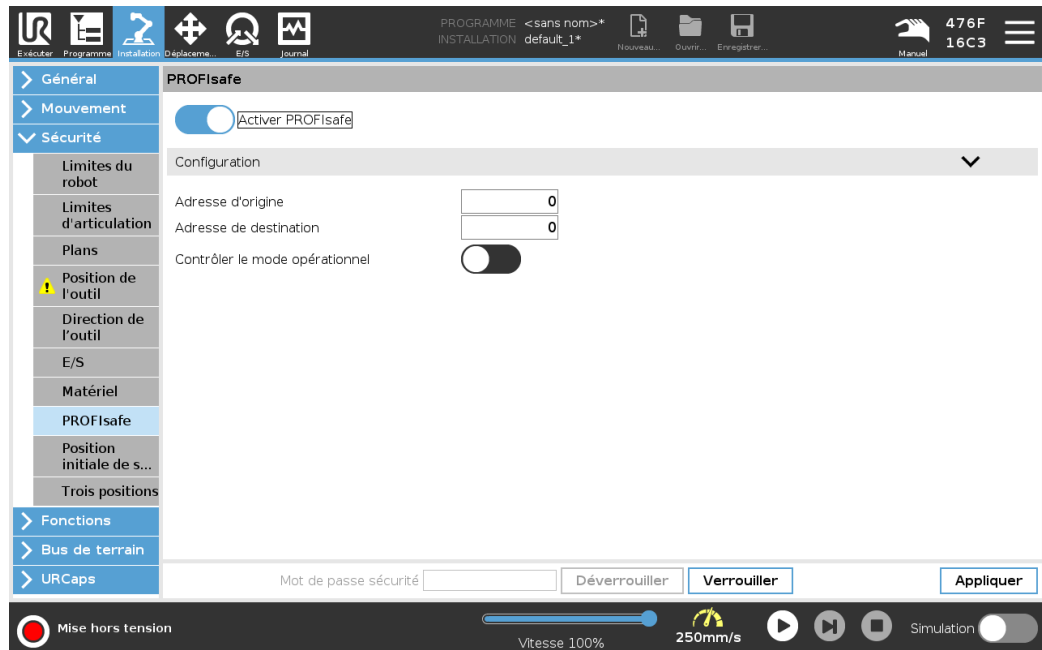 PROGRAMME <sans nom>*
INSTALLATION default_1*
Exécuter
Programme
Installation
Déplaceme...
E/S
Journal
Nouveau...
Ouvrir...
Enregistrer...
Manuel
476F
16C3
Général
Mouvement
Sécurité
Limites du
robot
Limites
d'articulation
Plans
Position de
l'outil
Direction de
l'outil
E/S
Matériel
PROFIsafe
Position
initiale de s...
Trois positions
Fonctions
Bus de terrain
URCaps
PROFIsafe
Activer PROFIsafe
Configuration
Adresse d'origine 0
Adresse de destination 0
Contrôler le mode opérationnel
Mot de passe sécurité
Déverrouiller
Verrouiller
Appliquer
Mise hors tension
Vitesse 100%
250mm/s
Simulation